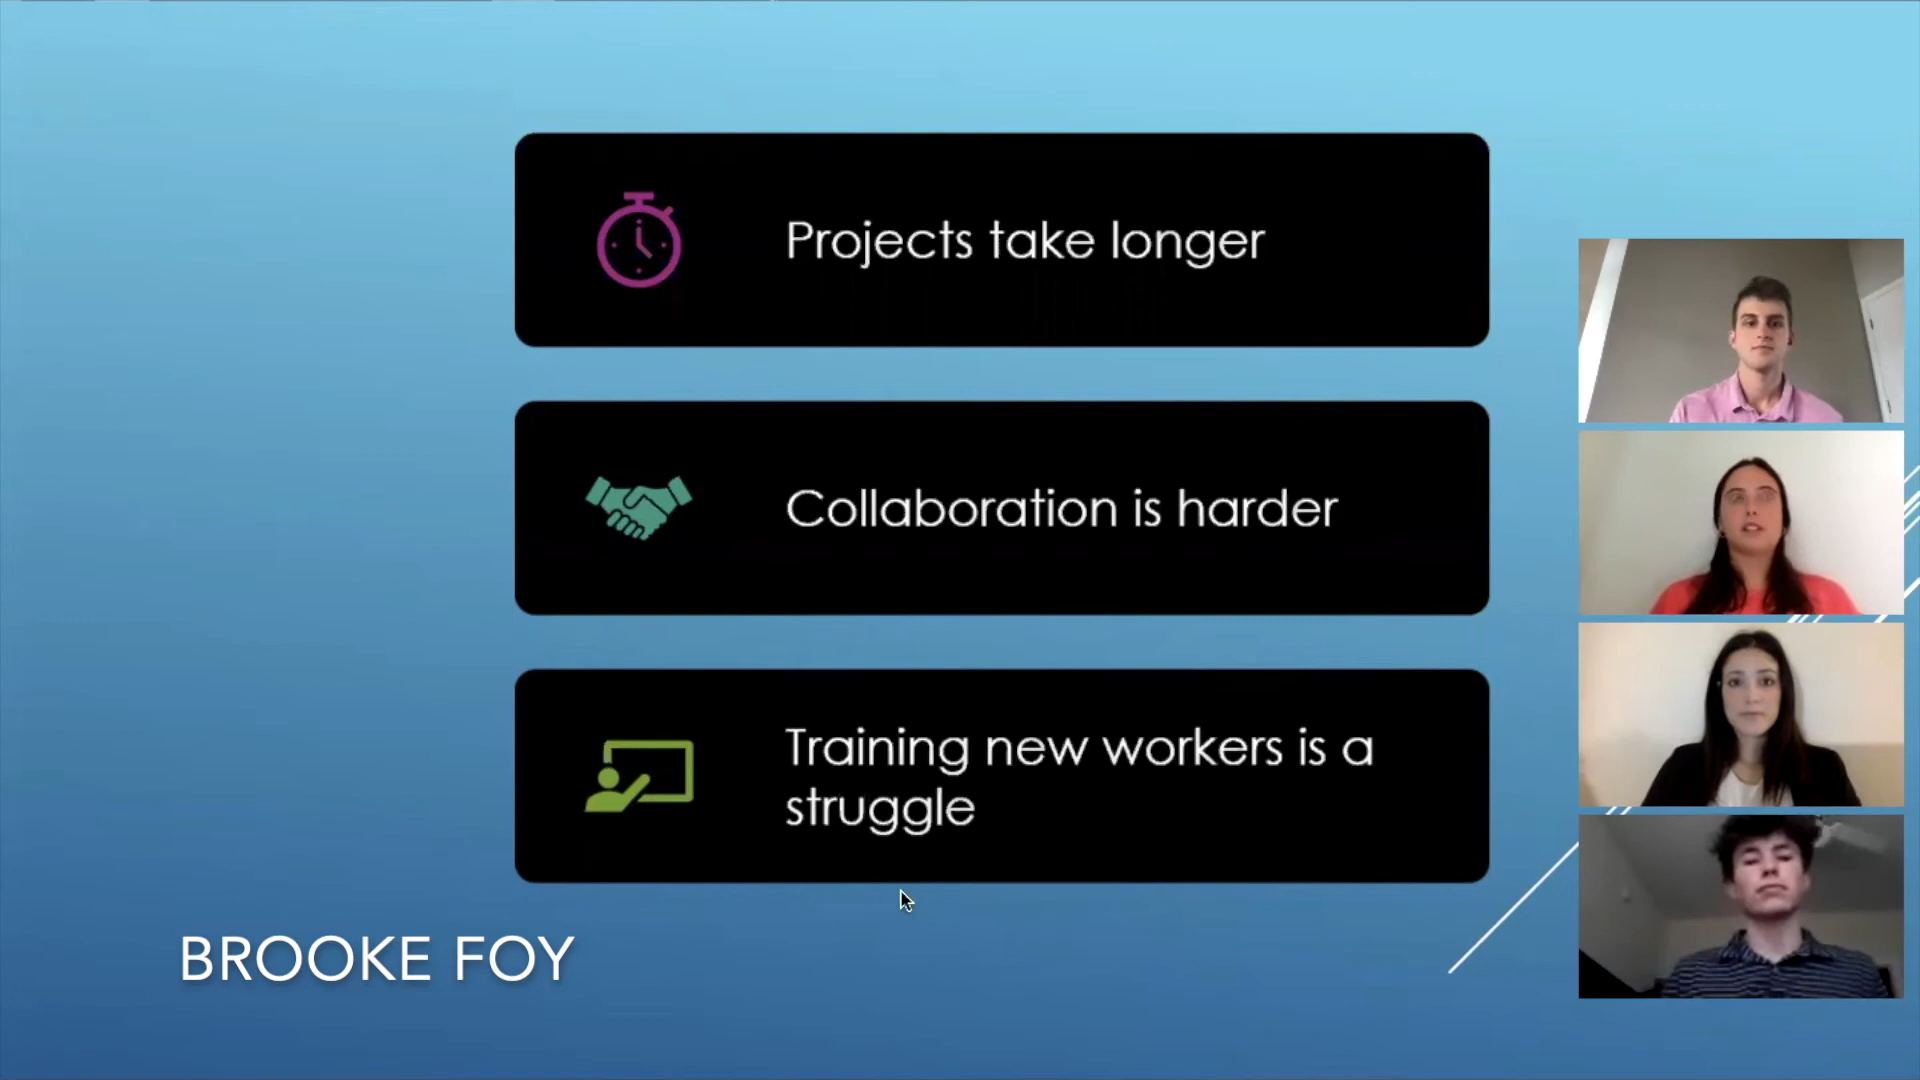 Projects take longer
Collaboration is harder
Training new workers is a
struggle
BROOKE FOY